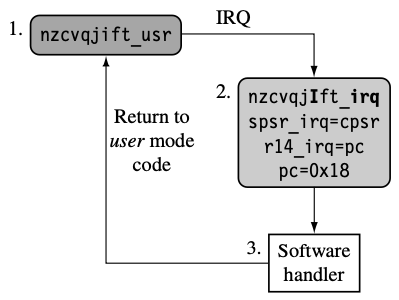 1. nzcvqjift_usr
IRQ
2. nzcvqjIft_irq
spsr_irq=cpsr
r14_irq=pc
pc=0x18
Return to
user mode
code
3. Software
handler